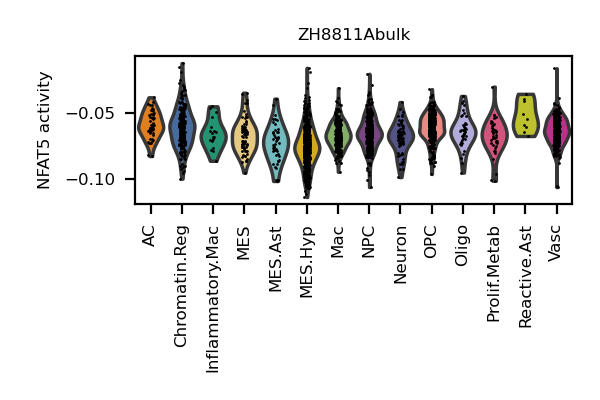 ZH8811Abulk
NFAT5 activity
−0.05
−0.10
AC
Chromatin.Reg
Inflammatory.Mac
MES
MES.Ast
MES.Hyp
Mac
NPC
Neuron
OPC
Oligo
Prolif.Metab
Reactive.Ast
Vasc